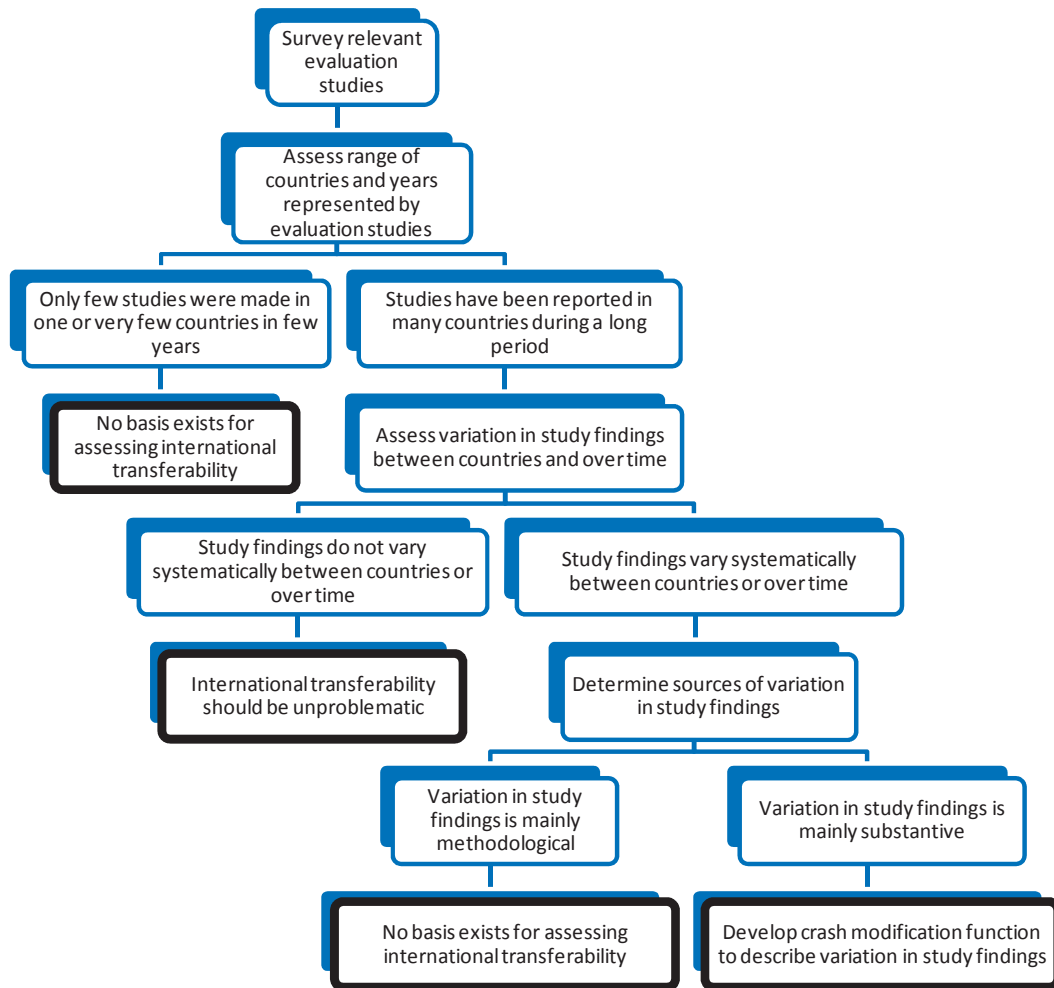 Survey relevant
evaluation
studies
Assess range of
countries and years
represented by
evaluation studies
Only few studies were made in
one or very few countries in few
years
Studies have been reported in
many countries during a long
period
No basis exists for
assessing international
transferability
Assess variation in study findings
between countries and over time
Study findings do not vary
systematically between countries or
over time
Study findings vary systematically
between countries or over time
International transferability
should be unproblematic
Determine sources of variation
in study findings
Variation in study
findings is mainly
methodological
Variation in study findings is
mainly substantive
No basis exists for assessing
international transferability
Develop crash modification function
to describe variation in study findings